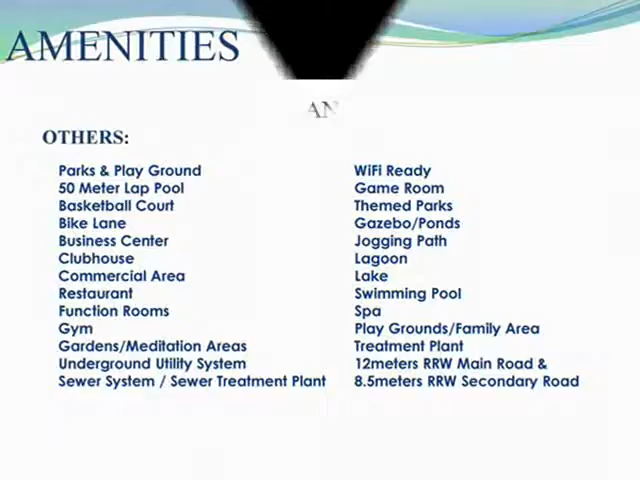 AMENITIES
AN
OTHERS:
Parks & Play Ground
50 Meter Lap Pool
Basketball Court
Bike Lane
Business Center
Clubhouse
Commercial Area
Restaurant
Function Rooms
Gym
Gardens/Meditation Areas
Underground Utility System
Sewer System / Sewer Treatment Plant
WiFi Ready
Game Room
Themed Parks
Gazebo/Ponds
Jogging Path
Lagoon
Lake
Swimming Pool
Spa
Play Grounds/Family Area
Treatment Plant
12meters RRW Main Road &
8.5meters RRW Secondary Road